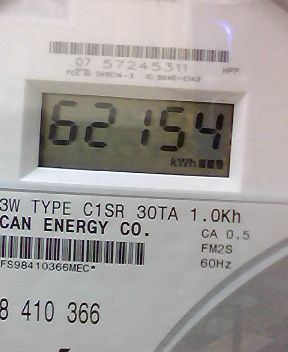 07 57245311
HPP
62154
kWh
3W TYPE C1SR 30TA 1.0Kh
CAN ENERGY CO.
CA 0.5
FM2S
FS98410366MEC*
60Hz
8 410 366